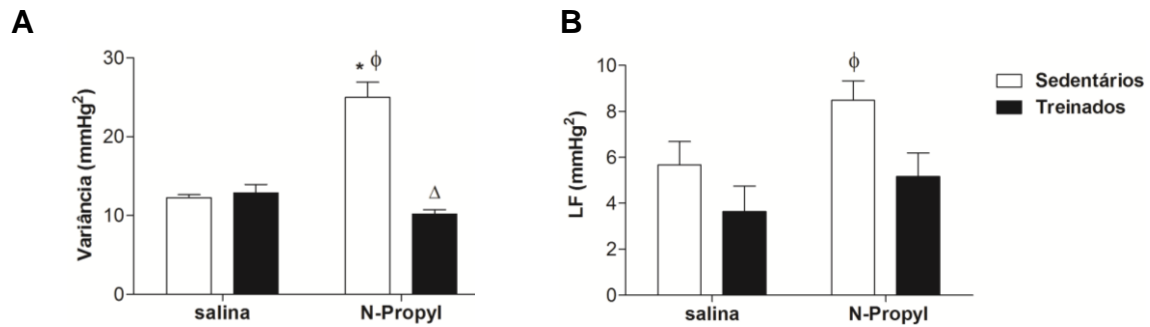 A
Variância (mmHg²)
30
20
10
0
* ϕ
Δ
salina
N-Propyl
B
LF (mmHg²)
10
8
6
4
2
0
ϕ
salina
N-Propyl
Sedentários
Treinados